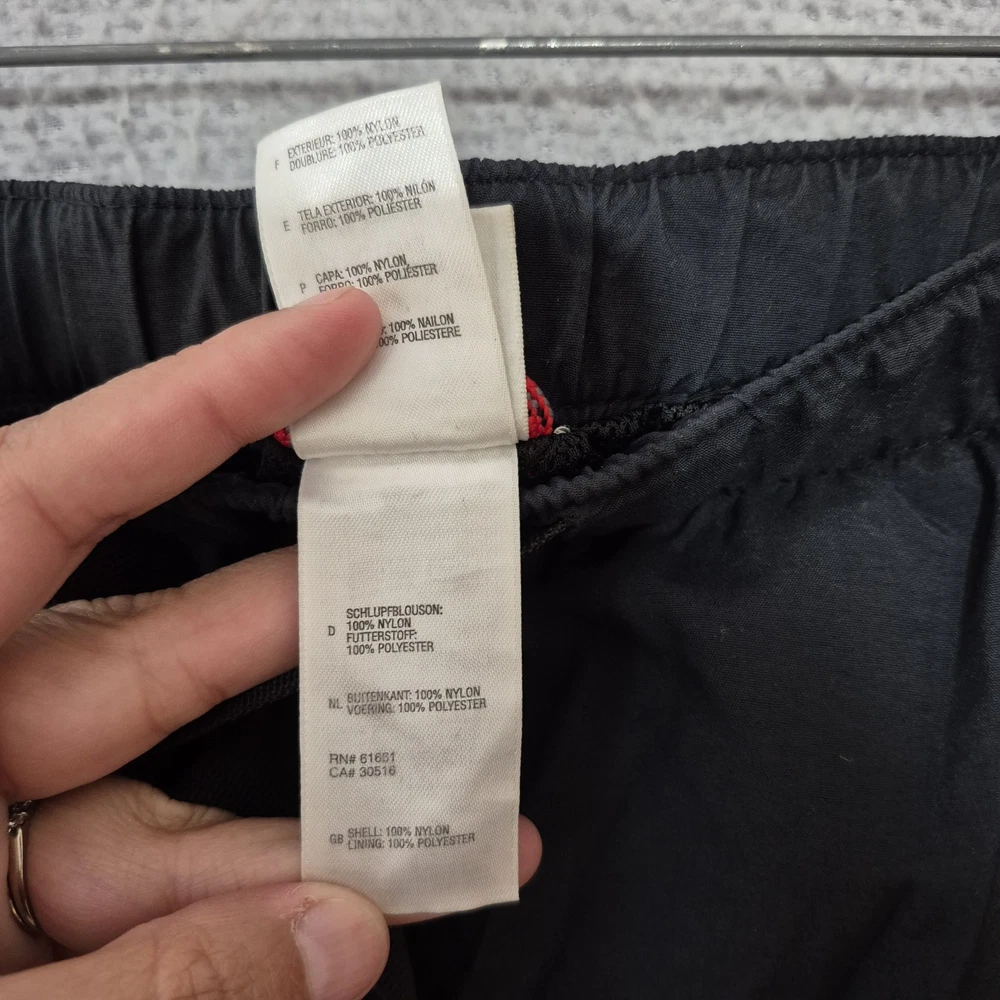 F EXTERIEUR: 100% NYLON
DOUBLURE: 100% POLYESTER
E TELA EXTERIOR: 100% NILÓN
FORRO: 100% POLIÉSTER
P CAPA: 100% NYLON,
FORRO: 100% POLIÉSTER
: 100% NAILON
00% POLIESTERE
D SCHLUPFBLOUSON:
100% NYLON
FUTTERSTOFF:
100% POLYESTER
NL BUITENKANT: 100% NYLON
VOERING: 100% POLYESTER
RN# 61661
CA# 30516
GB SHELL: 100% NYLON
LINING: 100% POLYESTER